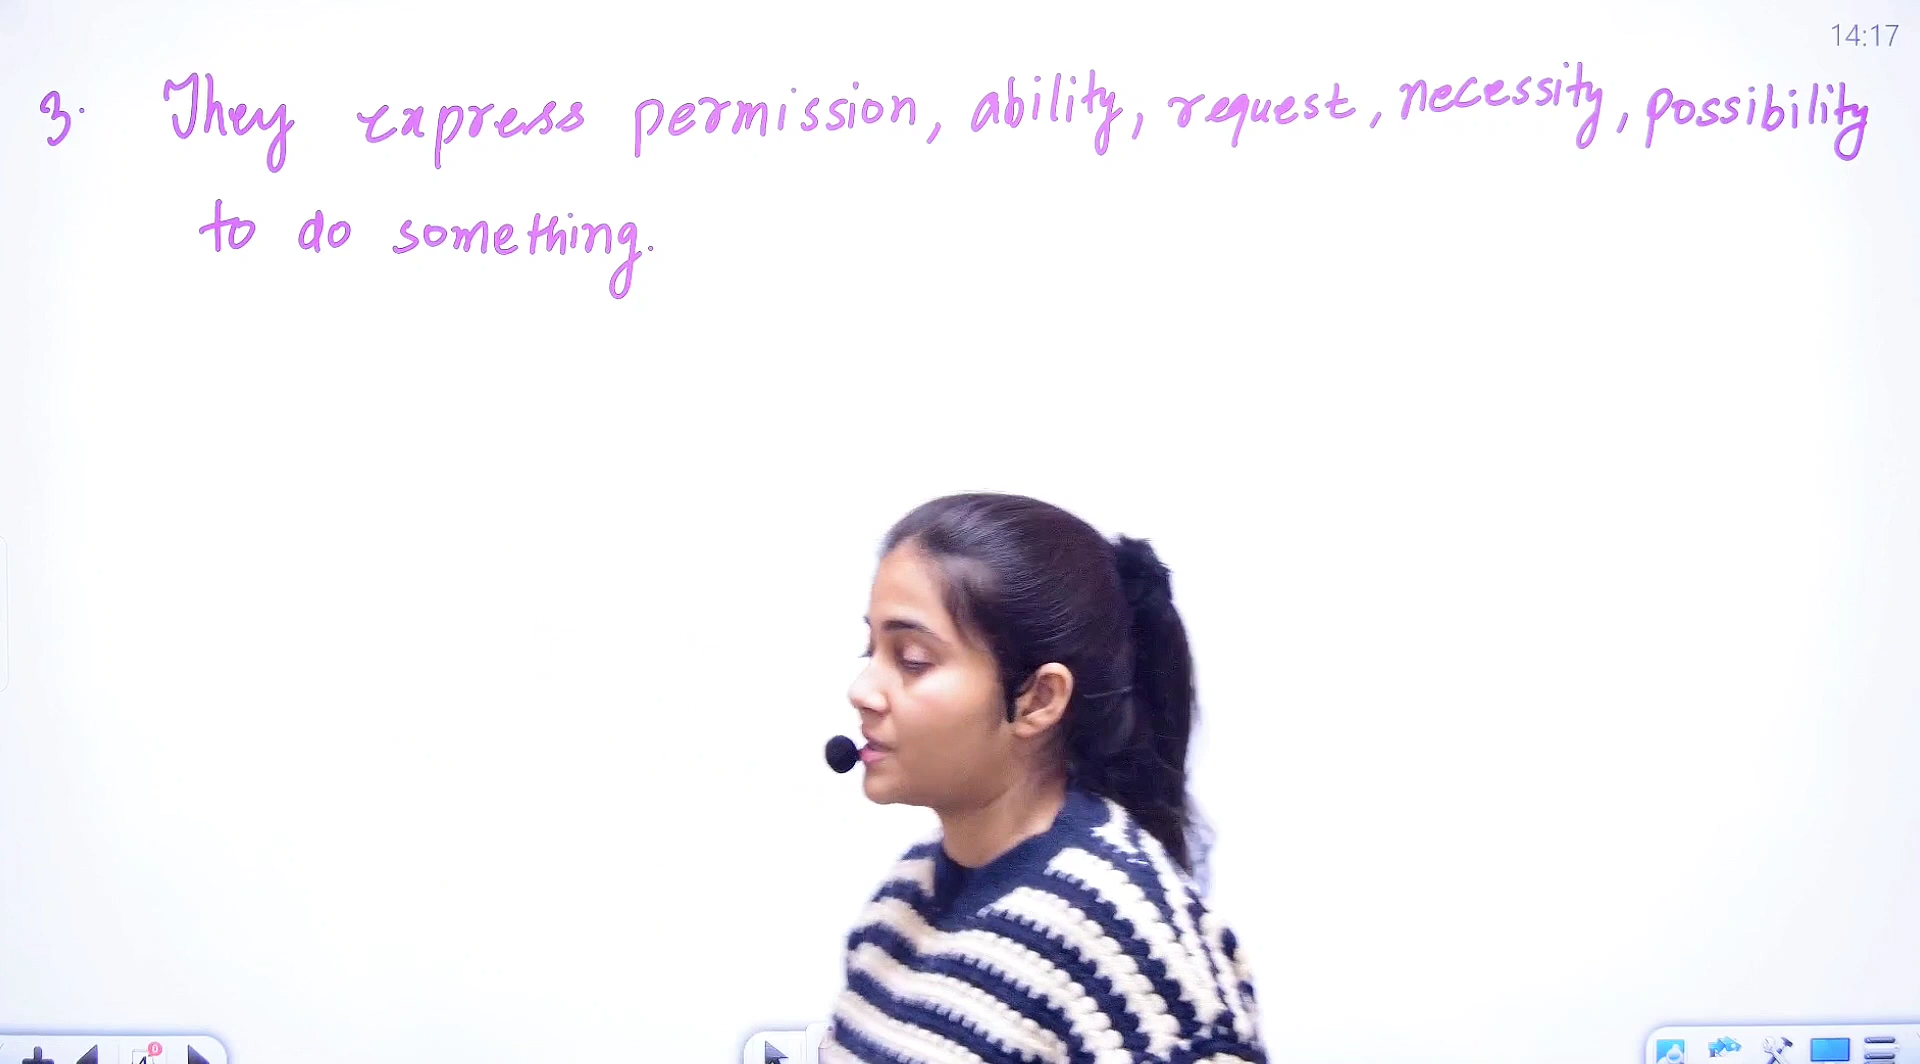 14:17
3. They express permission, ability, request, necessity, possibility
to do something.